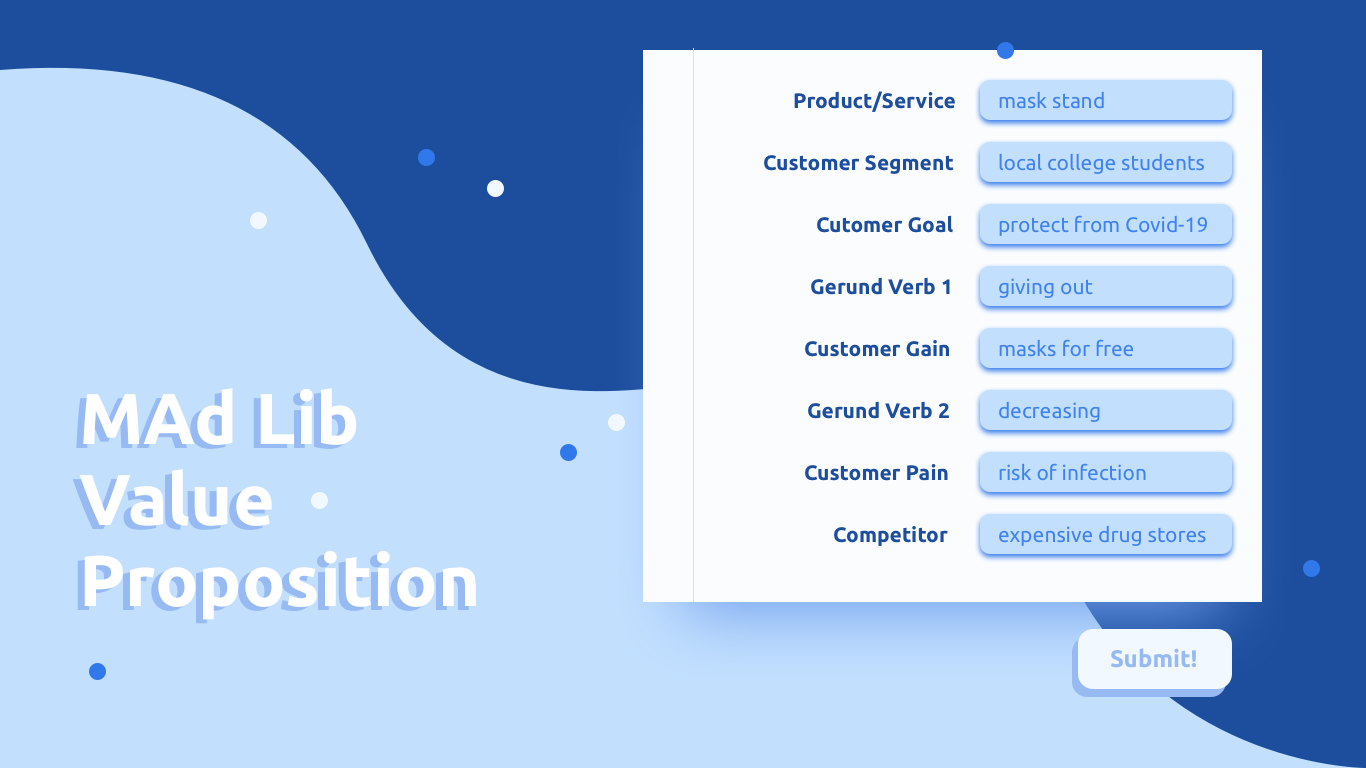 MAd Lib
Value
Proposition
Product/Service mask stand
Customer Segment local college students
Cutomer Goal protect from Covid-19
Gerund Verb 1 giving out
Customer Gain masks for free
Gerund Verb 2 decreasing
Customer Pain risk of infection
Competitor expensive drug stores
Submit!